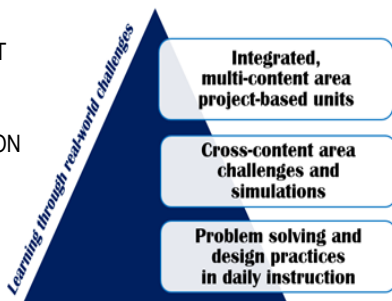 T
ON
Learning through real-world challenges
Integrated,
multi-content area
project-based units
Cross-content area
challenges and
simulations
Problem solving and
design practices
in daily instruction